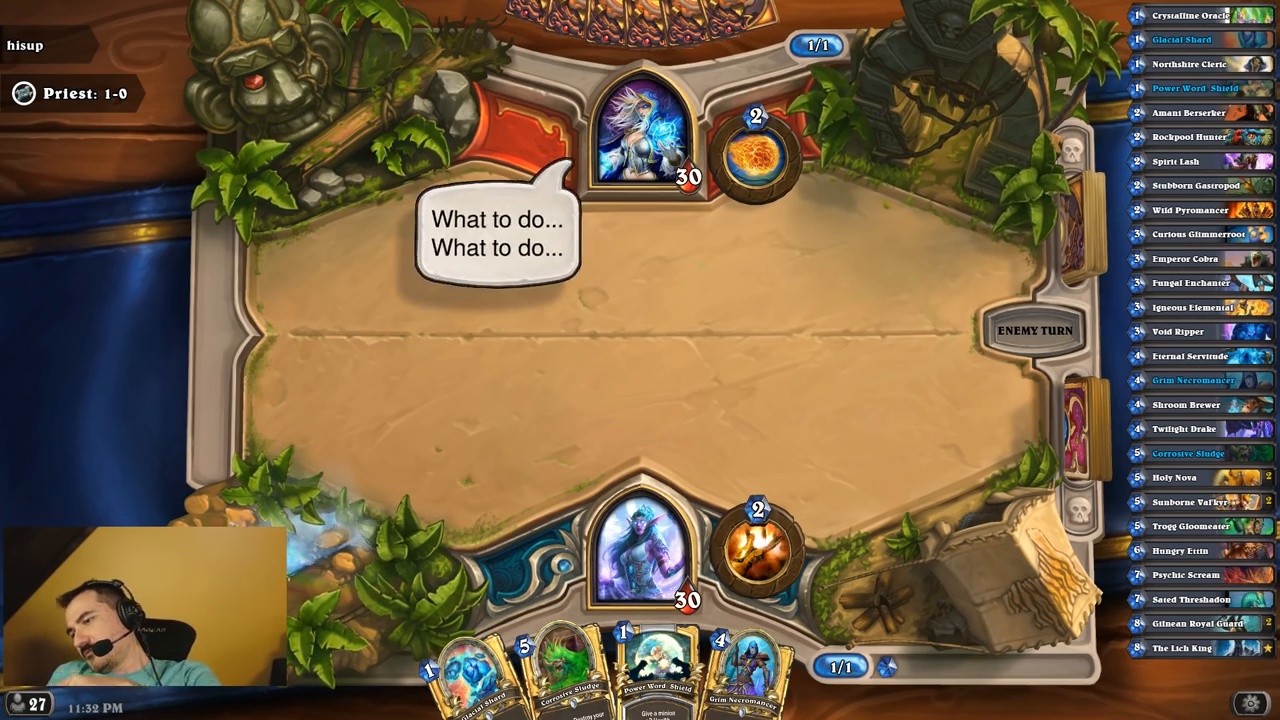 hisup
1/1
Priest: 1-0
2
30
What to do...
What to do...
ENEMY TURN
2
30
1
Glacial Shard
5
Corrosive Sludge
Destroy your
1
Power Word: Shield
Give a minion
4
Grim Necromancer
1/1
27
11:32 PM
1 Crystalline Oracle
1 Glacial Shard
1 Northshire Cleric
1 Power Word: Shield
2 Amani Berserker
2 Rockpool Hunter
2 Spirit Lash
2 Stubborn Gastropod
2 Wild Pyromancer
3 Curious Glimmerroot
3 Emperor Cobra
3 Fungal Enchanter
3 Igneous Elemental
3 Void Ripper
4 Eternal Servitude
4 Grim Necromancer
4 Shroom Brewer
4 Twilight Drake
5 Corrosive Sludge
5 Holy Nova 2
5 Sunborne Val'kyr 2
5 Trogg Gloomeater
6 Hungry Ettin
7 Psychic Scream
7 Sated Threshadon
8 Gilnean Royal Guard 2
8 The Lich King